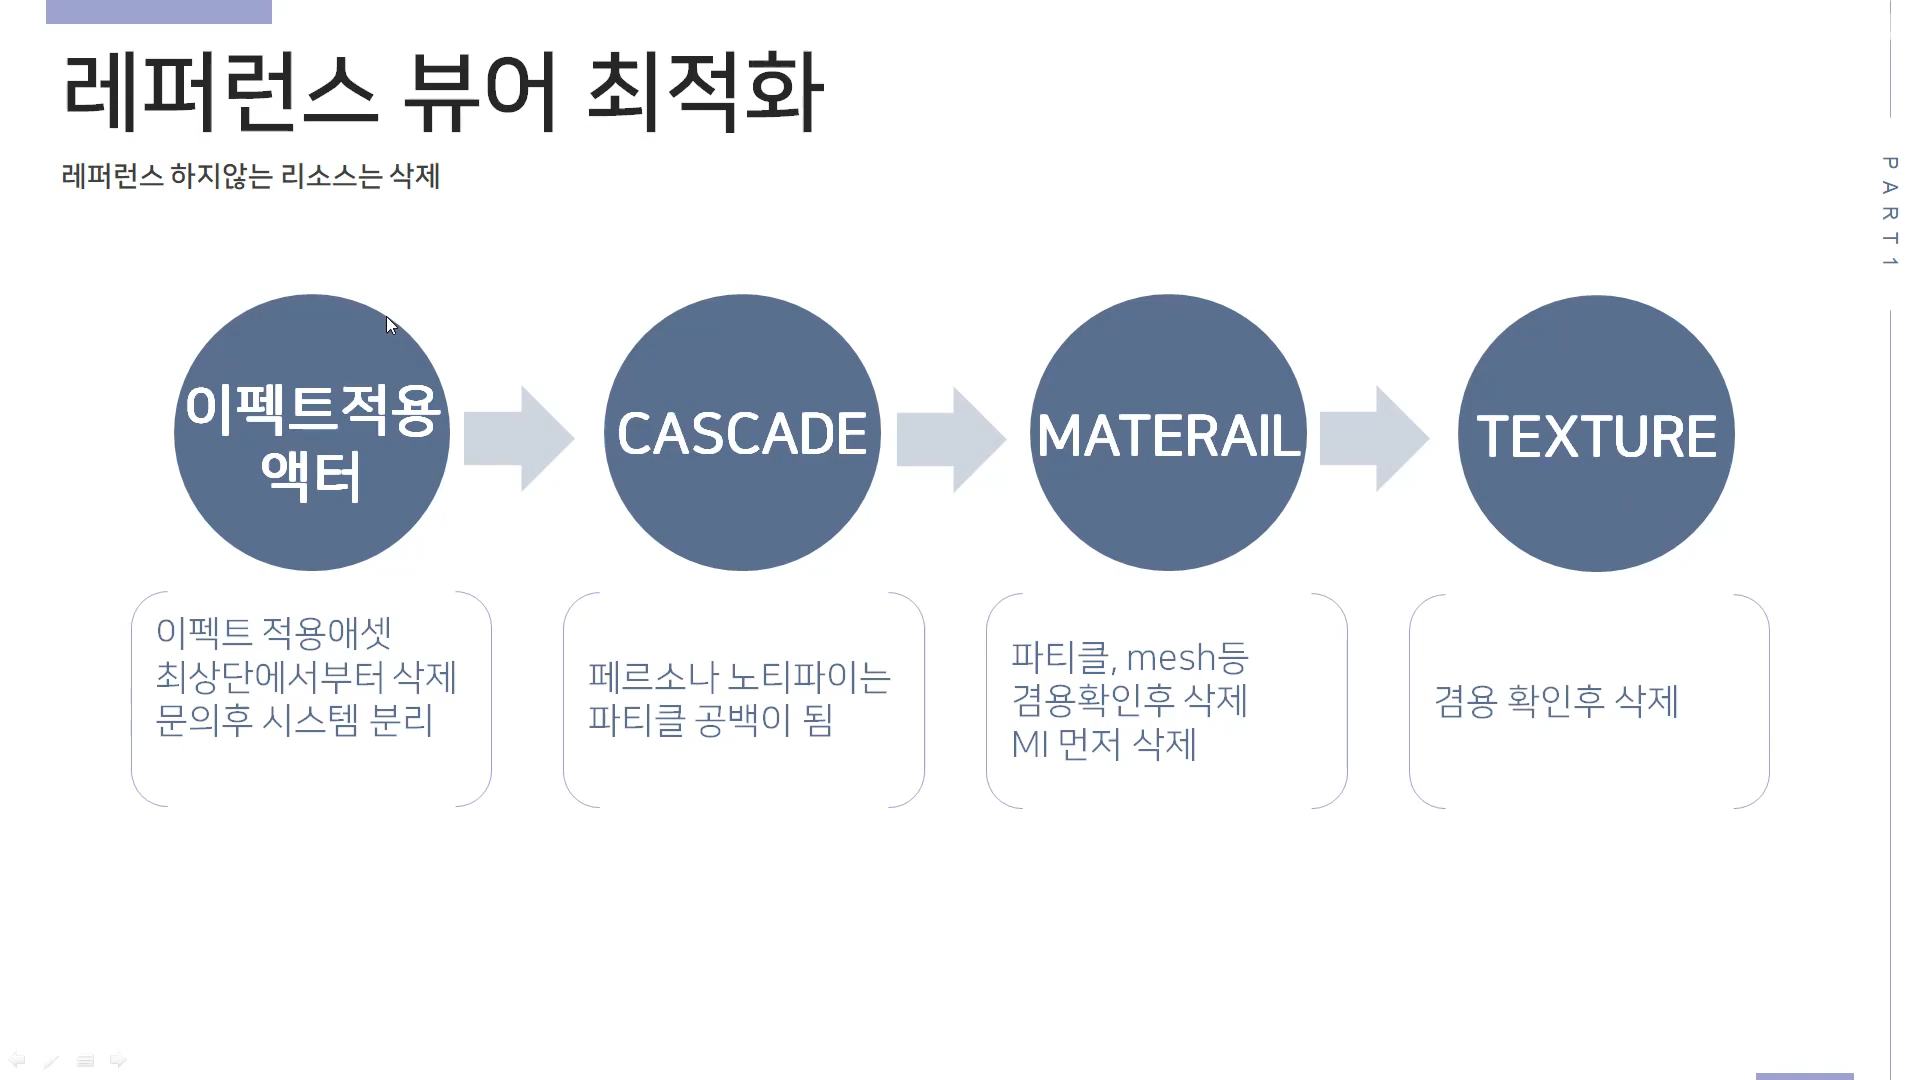 레퍼런스 뷰어 최적화
레퍼런스 하지않는 리소스는 삭제
PART1
이펙트적용
액터
CASCADE
MATERAIL
TEXTURE
이펙트 적용애셋
최상단에서부터 삭제
문의후 시스템 분리
페르소나 노티파이는
파티클 공백이 됨
파티클, mesh등
겸용확인후 삭제
MI 먼저 삭제
겸용 확인후 삭제